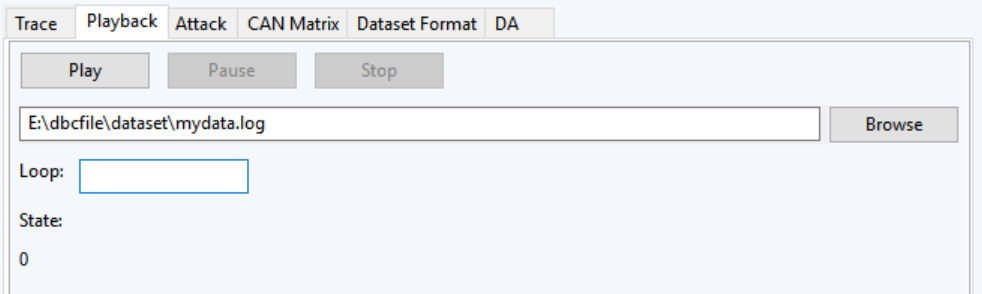 Trace Playback Attack CAN Matrix Dataset Format DA
Play Pause Stop
E:\dbcfile\dataset\mydata.log Browse
Loop:
State:
0